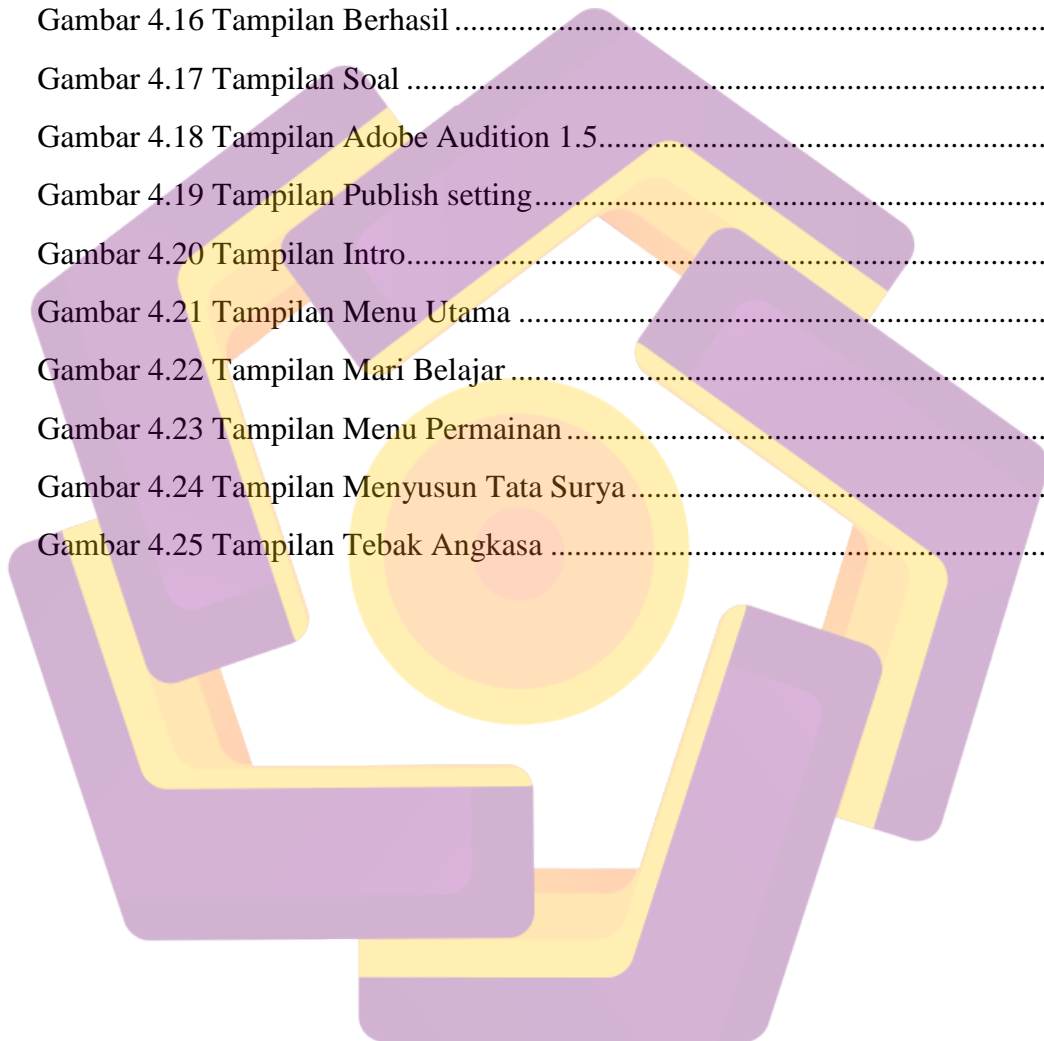 Gambar 4.16 Tampilan Berhasil ........................................................................
Gambar 4.17 Tampilan Soal ..............................................................................
Gambar 4.18 Tampilan Adobe Audition 1.5.....................................................
Gambar 4.19 Tampilan Publish setting..............................................................
Gambar 4.20 Tampilan Intro..............................................................................
Gambar 4.21 Tampilan Menu Utama ................................................................
Gambar 4.22 Tampilan Mari Belajar .................................................................
Gambar 4.23 Tampilan Menu Permainan ..........................................................
Gambar 4.24 Tampilan Menyusun Tata Surya ..................................................
Gambar 4.25 Tampilan Tebak Angkasa ............................................................